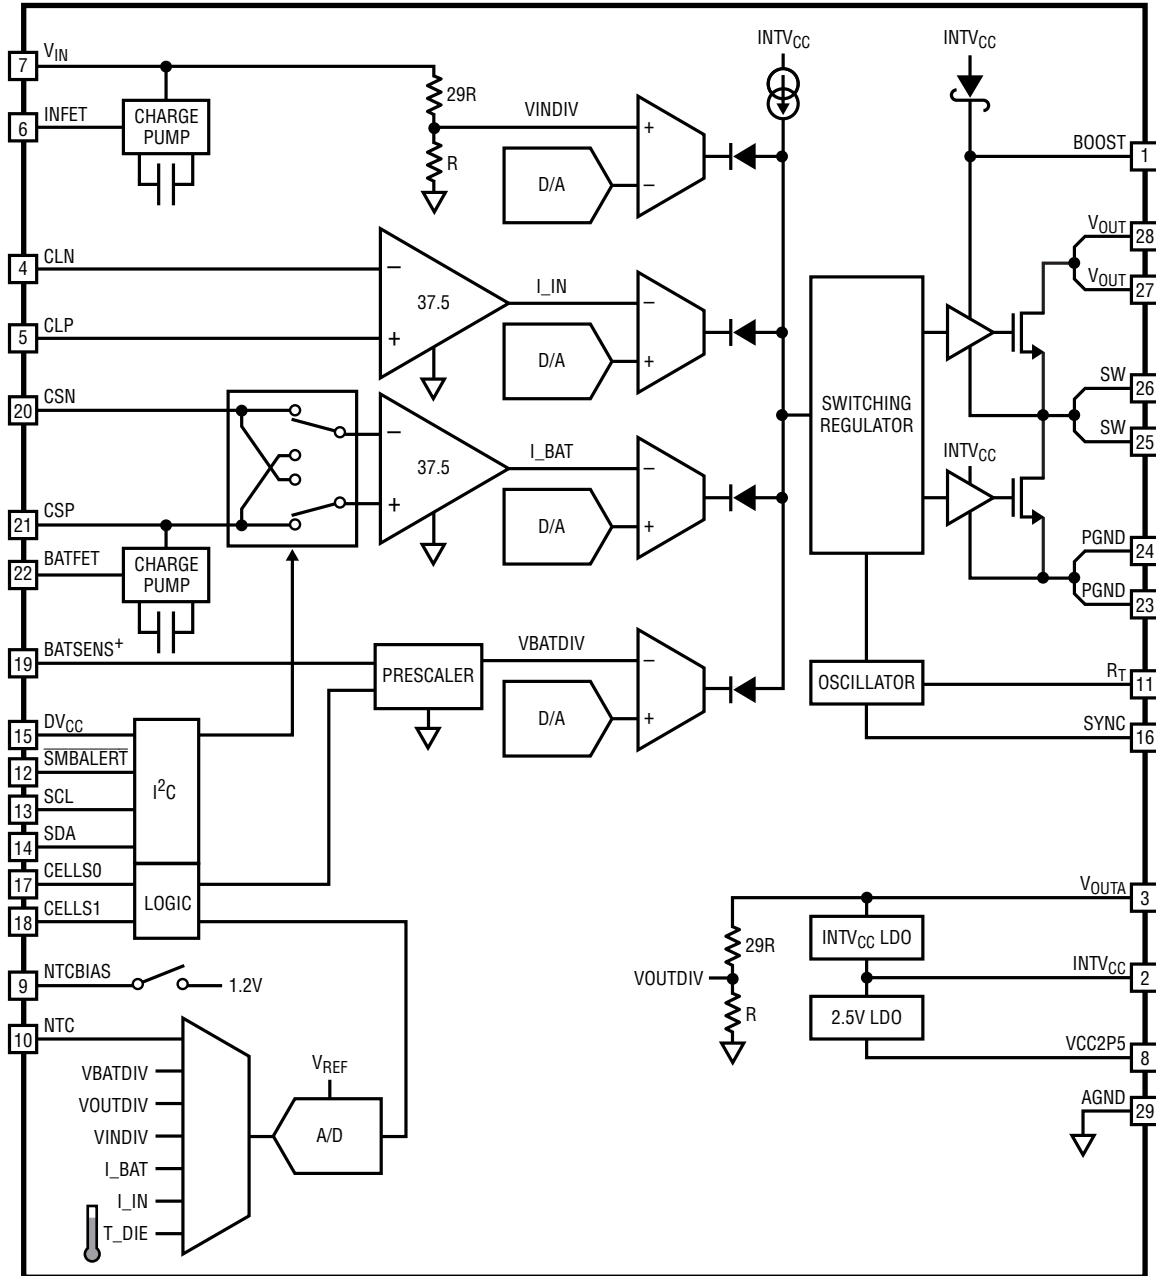 7 VIN
6 INFET
CHARGE
PUMP
29R
R
VINDIV
D/A
+
−
INTVCC
INTVCC
BOOST 1
VOUT 28
VOUT 27
4 CLN
5 CLP
−
37.5
+
I_IN
−
D/A
+
SWITCHING
REGULATOR
SW 26
SW 25
20 CSN
21 CSP
−
37.5
+
I_BAT
−
D/A
+
INTVCC
22 BATFET
CHARGE
PUMP
PGND 24
PGND 23
19 BATSENS+
PRESCALER
VBATDIV
−
D/A
+
OSCILLATOR
RT 11
SYNC 16
15 DVCC
12 SMBALERT
13 SCL
14 SDA
I2C
17 CELLS0
18 CELLS1
LOGIC
VOUTA 3
INTVCC LDO
29R
VOUTDIV
R
INTVCC 2
2.5V LDO
VCC2P5 8
AGND 29
9 NTCBIAS
1.2V
10 NTC
VBATDIV
VOUTDIV
VINDIV
I_BAT
I_IN
T_DIE
VREF
A/D